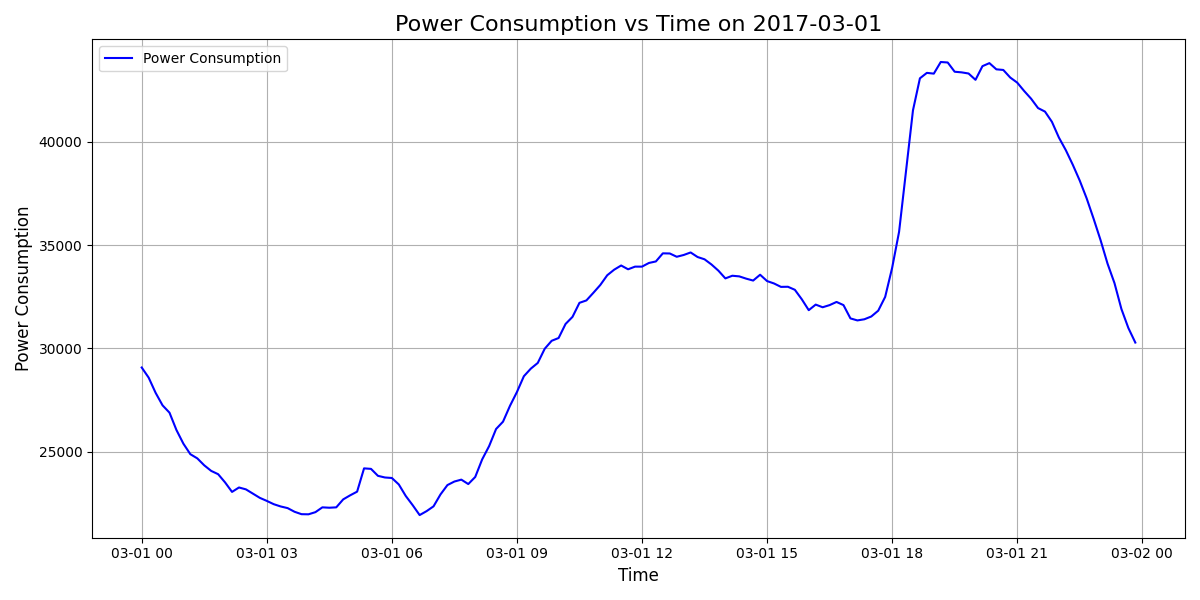 Power Consumption vs Time on 2017-03-01
Power Consumption
Power Consumption
40000
35000
30000
25000
03-01 00 03-01 03 03-01 06 03-01 09 03-01 12 03-01 15 03-01 18 03-01 21 03-02 00
Time